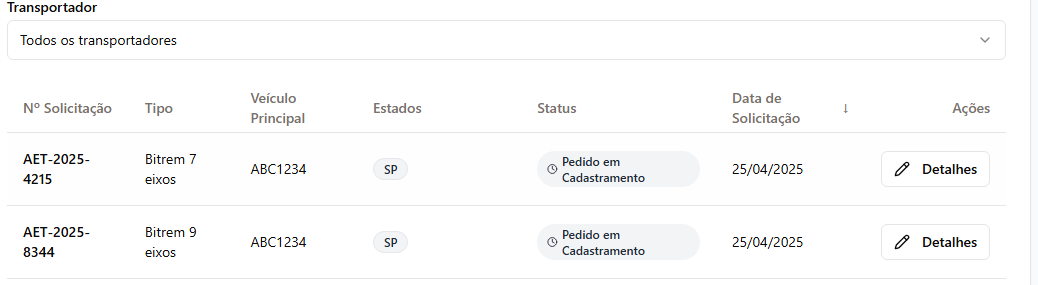 Transportador
Todos os transportadores
Nº Solicitação
Tipo
Veículo
Principal
Estados
Status
Data de
Solicitação
↓
Ações
AET-2025-
4215
Bitrem 7
eixos
ABC1234
SP
Pedido em
Cadastramento
25/04/2025
Detalhes
AET-2025-
8344
Bitrem 9
eixos
ABC1234
SP
Pedido em
Cadastramento
25/04/2025
Detalhes